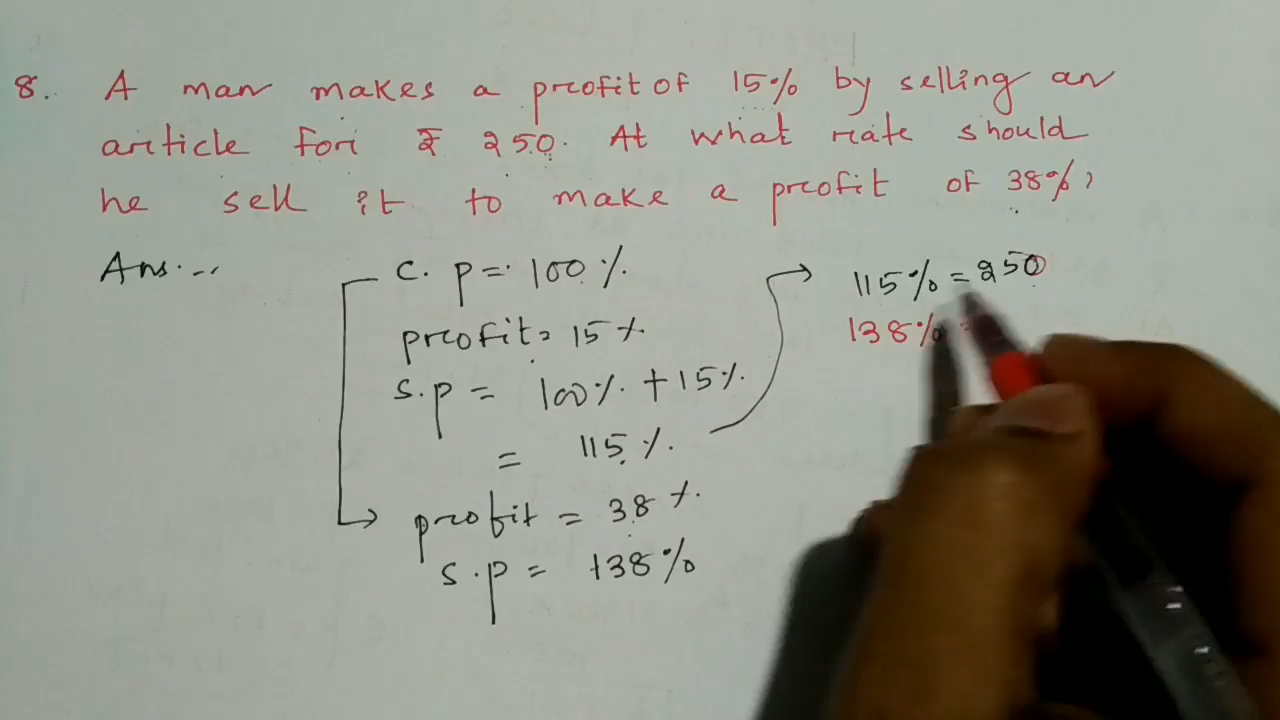 8. A man makes a profit of 15% by selling an
article for ₹ 250. At what rate should
he sell it to make a profit of 38%?
Ans...
C.P = 100%
profit = 15%
S.P = 100% + 15%
= 115%
profit = 38%
S.P = 138%
115% = 250
138% =